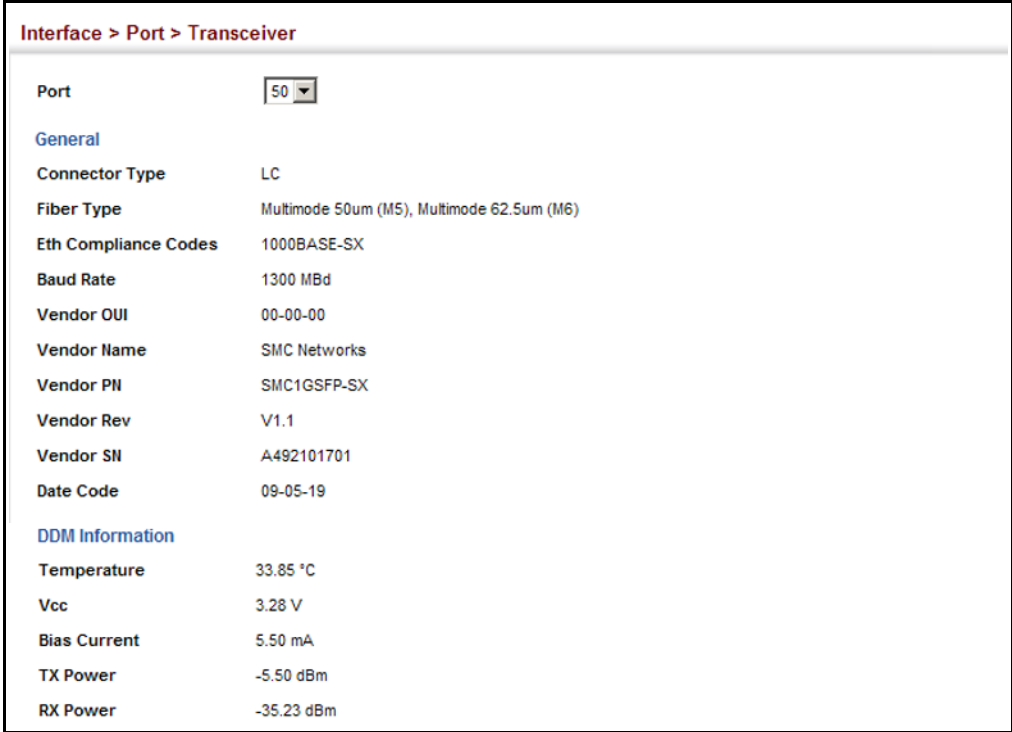 Interface > Port > Transceiver
Port 50
General
Connector Type LC
Fiber Type Multimode 50um (M5), Multimode 62.5um (M6)
Eth Compliance Codes 1000BASE-SX
Baud Rate 1300 MBd
Vendor OUI 00-00-00
Vendor Name SMC Networks
Vendor PN SMC1GSFP-SX
Vendor Rev V1.1
Vendor SN A492101701
Date Code 09-05-19
DDM Information
Temperature 33.85 °C
Vcc 3.28 V
Bias Current 5.50 mA
TX Power -5.50 dBm
RX Power -35.23 dBm